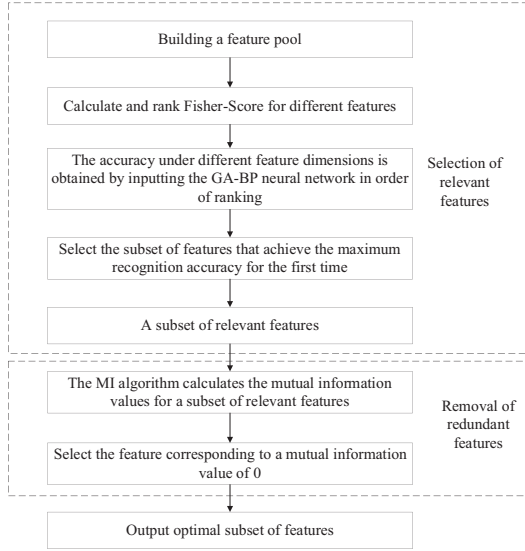 Building a feature pool
Calculate and rank Fisher-Score for different features
The accuracy under different feature dimensions is
obtained by inputting the GA-BP neural network in order
of ranking
Selection of
relevant
features
Select the subset of features that achieve the maximum
recognition accuracy for the first time
A subset of relevant features
The MI algorithm calculates the mutual information
values for a subset of relevant features
Removal of
redundant
features
Select the feature corresponding to a mutual information
value of 0
Output optimal subset of features